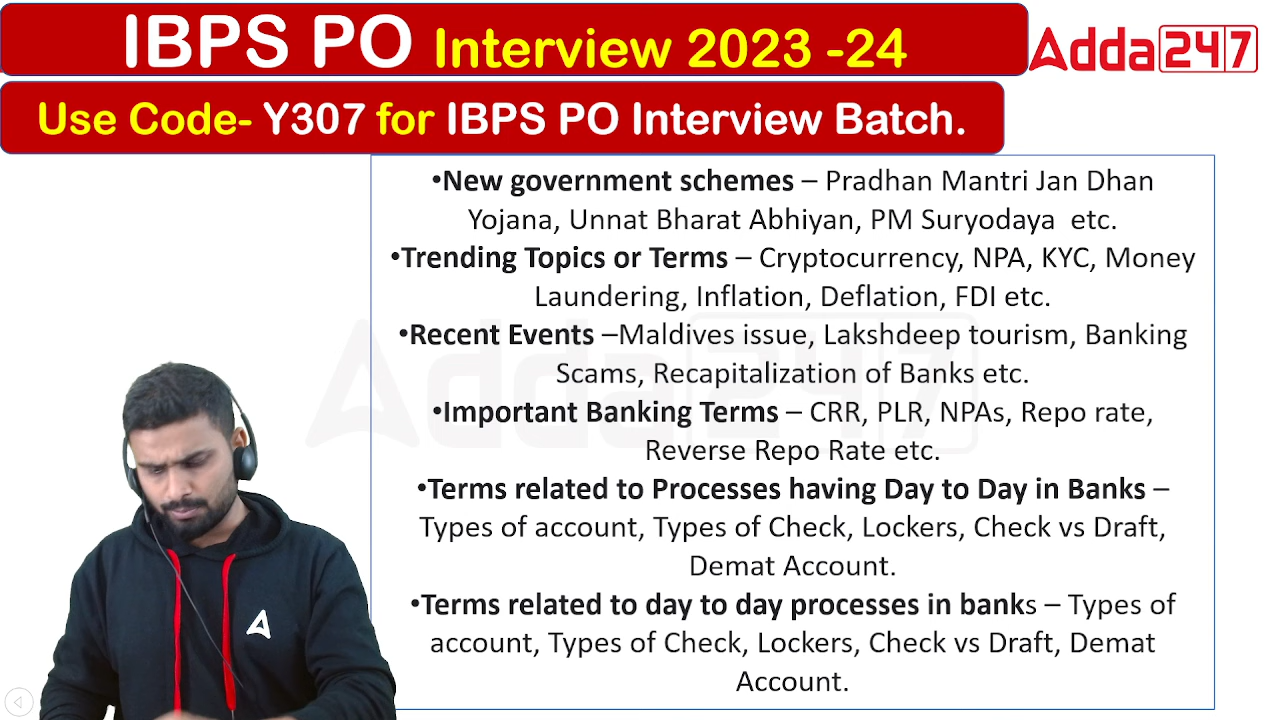 IBPS PO Interview 2023 -24
Adda247
Use Code- Y307 for IBPS PO Interview Batch.
•New government schemes – Pradhan Mantri Jan Dhan
Yojana, Unnat Bharat Abhiyan, PM Suryodaya etc.
•Trending Topics or Terms – Cryptocurrency, NPA, KYC, Money
Laundering, Inflation, Deflation, FDI etc.
•Recent Events –Maldives issue, Lakshdeep tourism, Banking
Scams, Recapitalization of Banks etc.
•Important Banking Terms – CRR, PLR, NPAs, Repo rate,
Reverse Repo Rate etc.
•Terms related to Processes having Day to Day in Banks –
Types of account, Types of Check, Lockers, Check vs Draft,
Demat Account.
•Terms related to day to day processes in banks – Types of
account, Types of Check, Lockers, Check vs Draft, Demat
Account.
Adda247